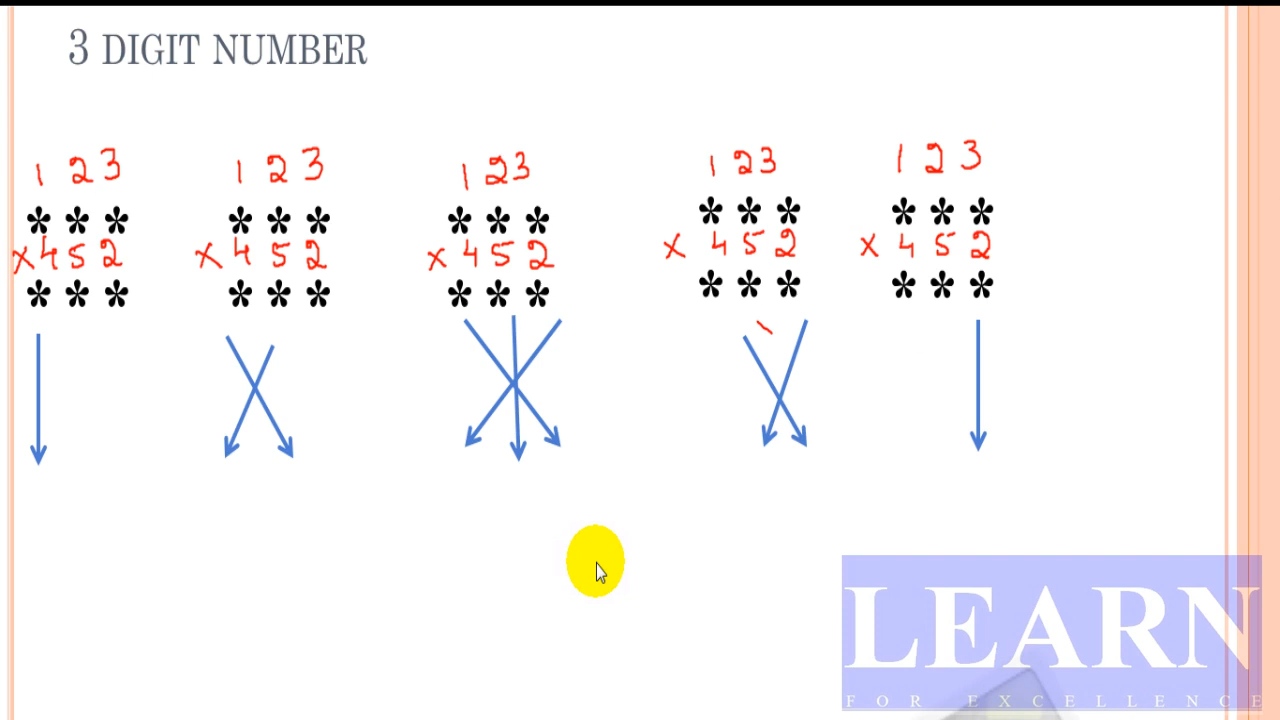 3 DIGIT NUMBER
1 2 3 1 2 3 1 2 3 1 2 3 1 2 3
* * * * * * * * * * * * * * *
x 4 5 2 x 4 5 2 x 4 5 2 x 4 5 2 x 4 5 2
* * * * * * * * * * * * * * *
LEARN
FOR EXCELLENCE